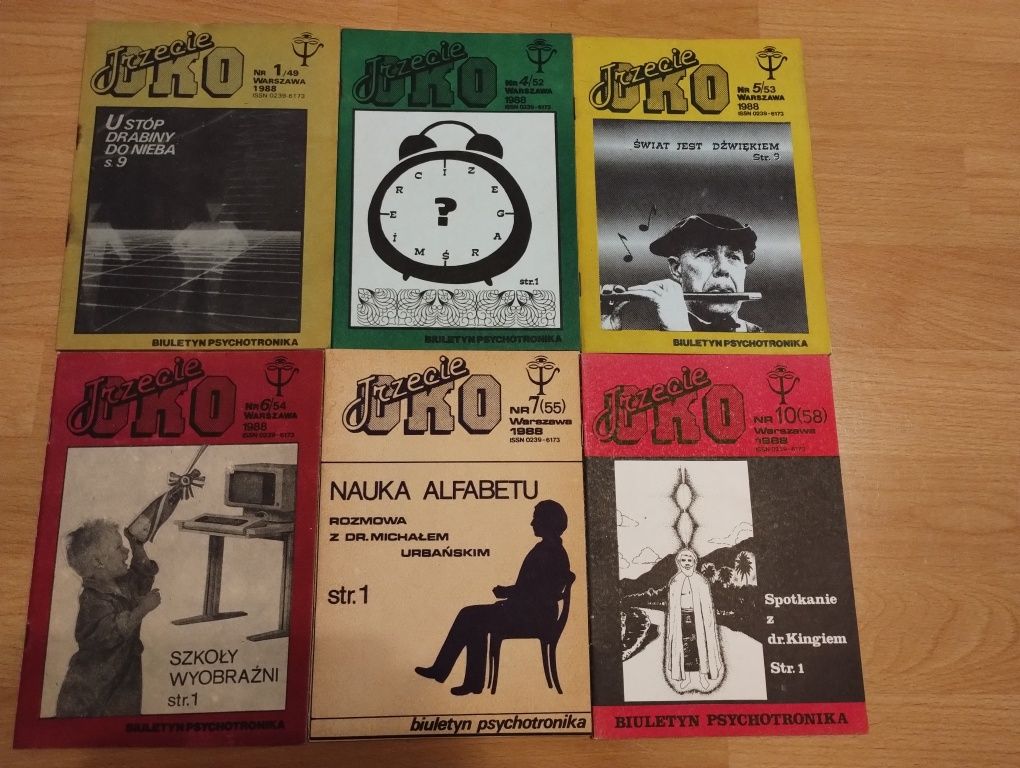 Trzecie
OKO
NR 1/49
WARSZAWA
1988
ISSN 0239-6173
U STÓP
DRABINY
DO NIEBA
s. 9
BIULETYN PSYCHOTRONIKA
Trzecie
OKO
NR 4/52
WARSZAWA
1988
ISSN 0239-6173
ZEGAR ŚMIERCI
?
str.1
Trzecie
OKO
NR 5/53
WARSZAWA
1988
ISSN 0239-6173
ŚWIAT JEST DŹWIĘKIEM
Str. 9
BIULETYN PSYCHOTRONIKA
Trzecie
OKO
NR 6/54
WARSZAWA
1988
ISSN 0239-6173
SZKOŁY
WYOBRAŹNI
str.1
BIULETYN PSYCHOTRONIKA
Trzecie
OKO
NR 7(55)
Warszawa
1988
ISSN 0239-6173
NAUKA ALFABETU
ROZMOWA
Z DR. MICHAŁEM
URBAŃSKIM
str. 1
biuletyn psychotronika
Trzecie
OKO
NR 10(58)
Warszawa
1988
ISSN 0239-6173
Spotkanie
z
dr. Kingiem
Str. 1
BIULETYN PSYCHOTRONIKA